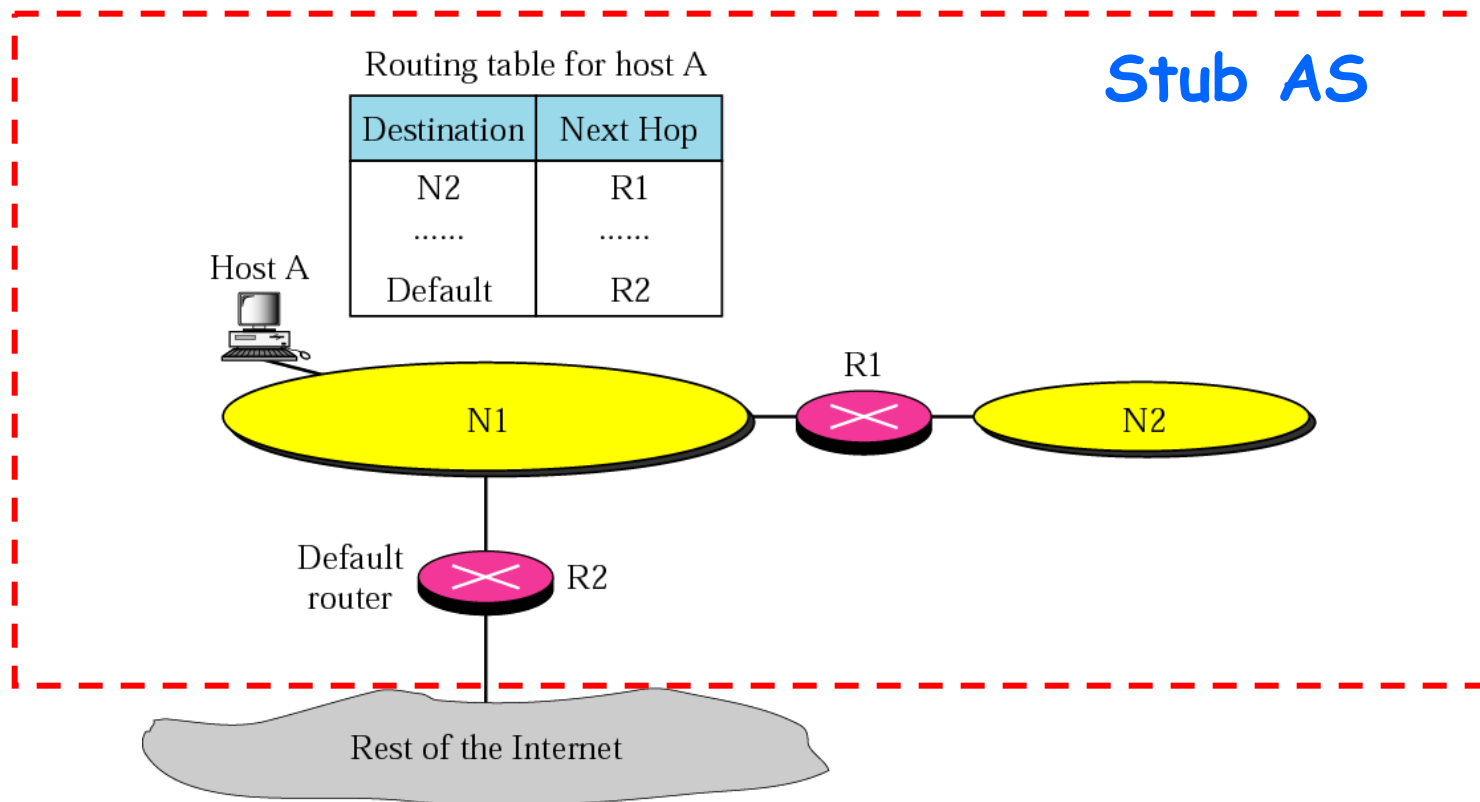 Stub AS
Routing table for host A
Destination Next Hop
N2 R1
...... ......
Default R2
Host A
R1
N1
N2
Default
router
R2
Rest of the Internet